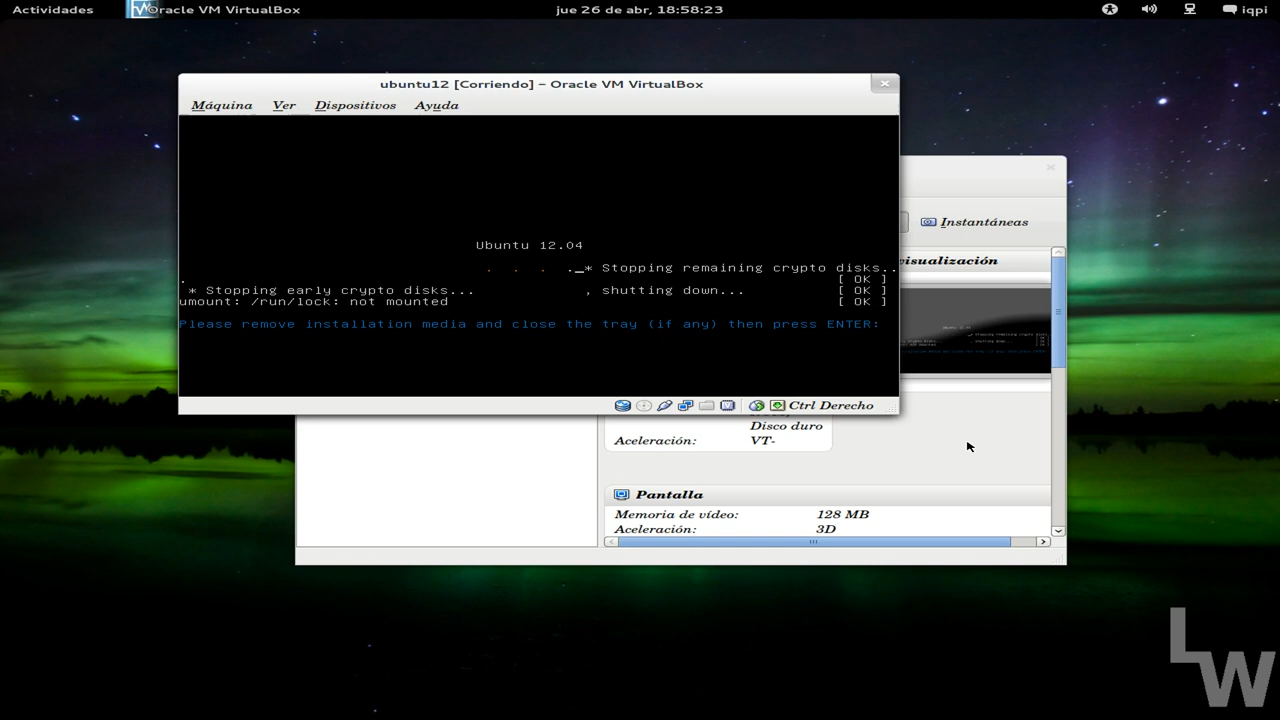 Actividades
Oracle VM VirtualBox
jue 26 de abr, 18:58:23
iqpi
ubuntu12 [Corriendo] – Oracle VM VirtualBox
Máquina Ver Dispositivos Ayuda
Ubuntu 12.04
. . . ._* Stopping remaining crypto disks..
. [ OK ]
* Stopping early crypto disks... , shutting down... [ OK ]
umount: /run/lock: not mounted [ OK ]
Please remove installation media and close the tray (if any) then press ENTER:
Ctrl Derecho
Instantáneas
visualización
Disco duro
Aceleración: VT-
Pantalla
Memoria de vídeo: 128 MB
Aceleración: 3D
LW